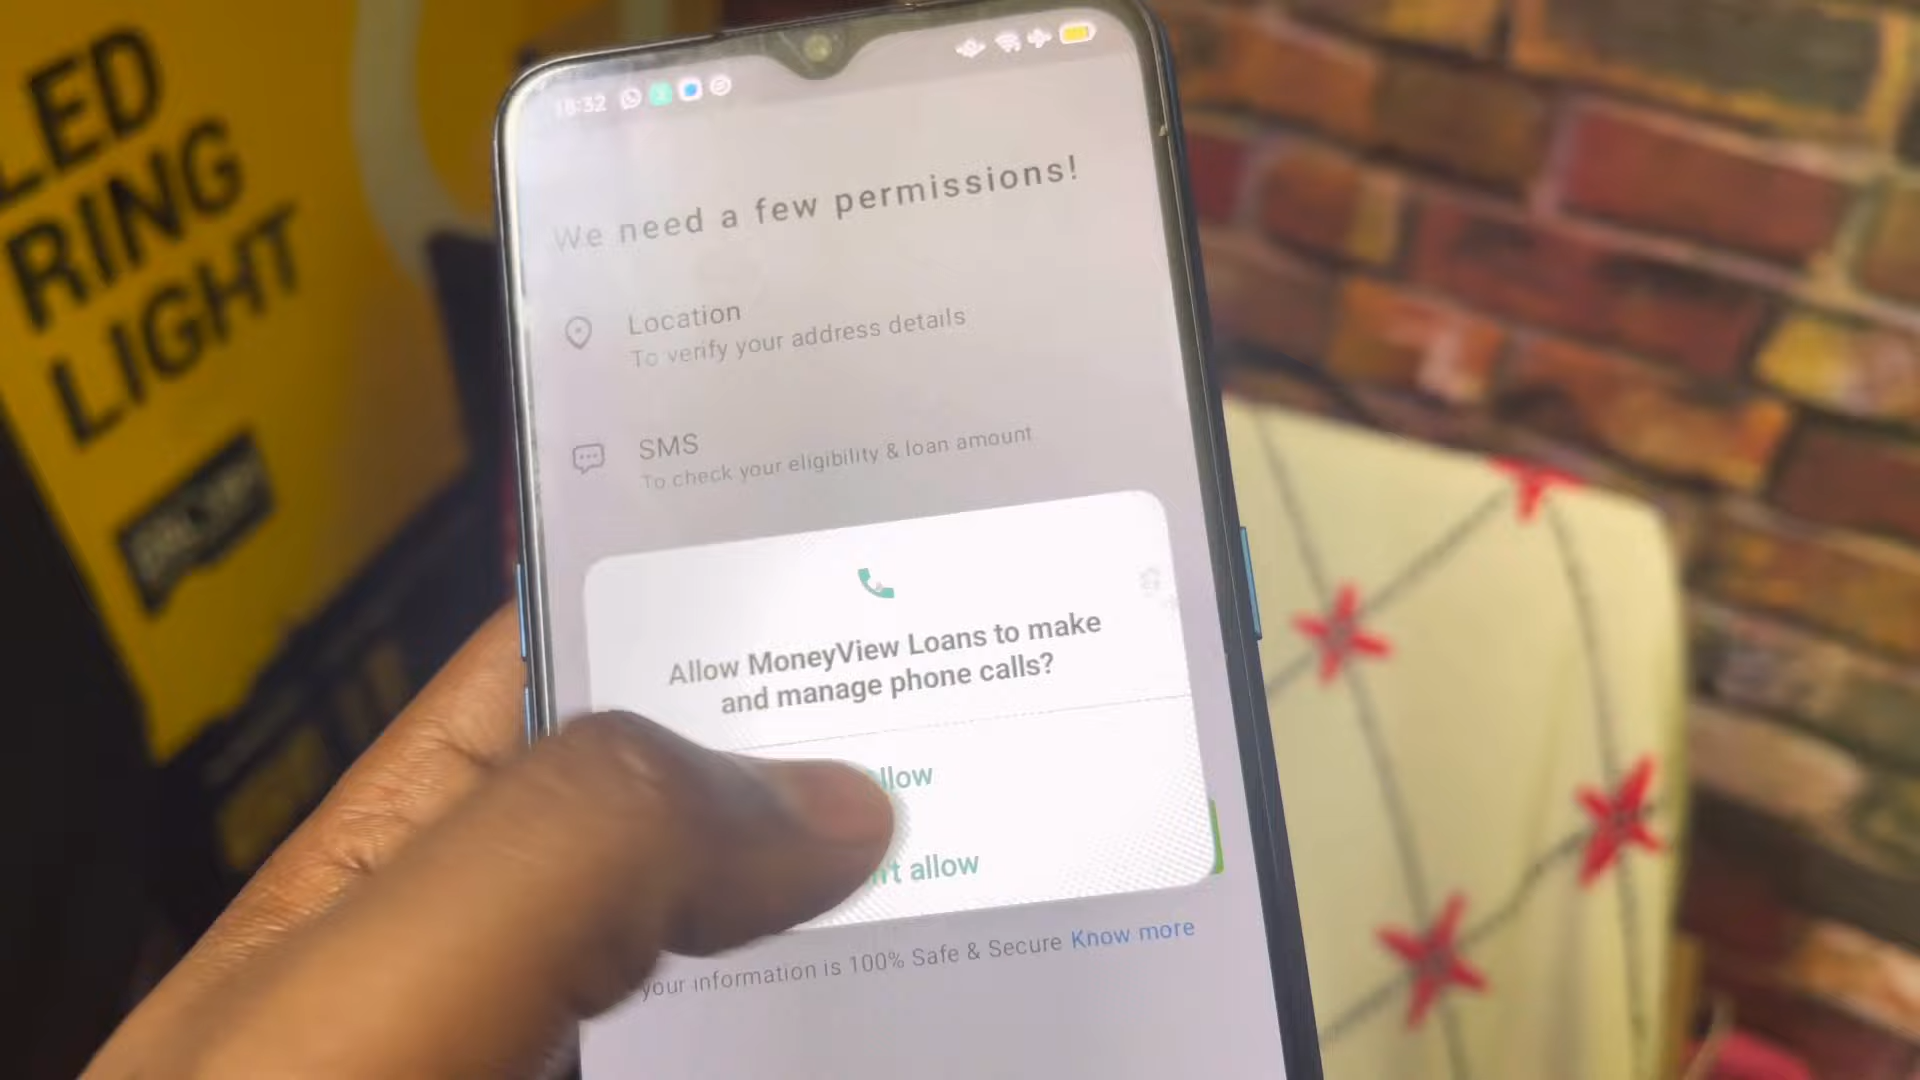 LED
RING
LIGHT
18:32
We need a few permissions!
Location
To verify your address details
SMS
To check your eligibility & loan amount
Allow MoneyView Loans to make
and manage phone calls?
llow
n't allow
your information is 100% Safe & Secure Know more